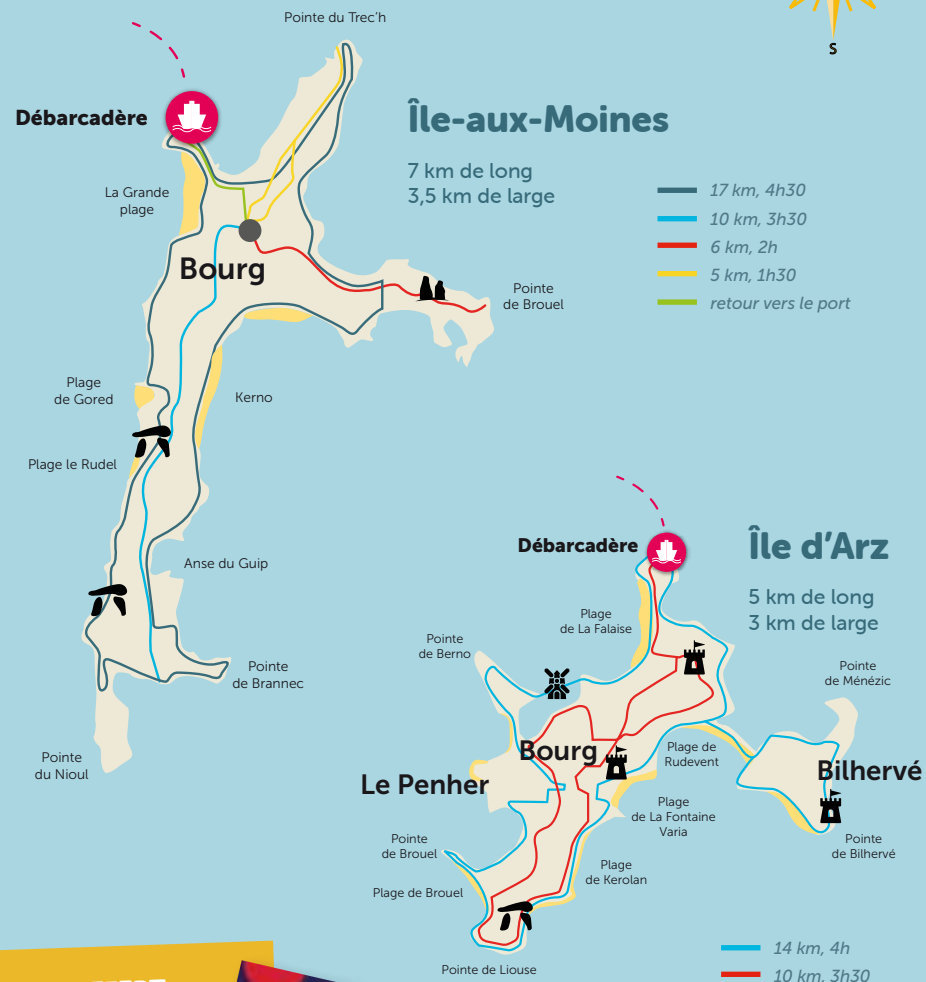 Pointe du Trec'h
S
Débarcadère
Île-aux-Moines
7 km de long
3,5 km de large
La Grande
plage
17 km, 4h30
10 km, 3h30
6 km, 2h
5 km, 1h30
retour vers le port
Bourg
Pointe
de Brouel
Plage
de Gored
Kerno
Plage le Rudel
Anse du Guip
Pointe
de Brannec
Pointe
du Nioul
Débarcadère
Île d'Arz
5 km de long
3 km de large
Plage
de La Falaise
Pointe
de Berno
Pointe
de Ménézic
Bourg
Plage de
Rudevent
Le Penher
Bilhervé
Plage
de La Fontaine
Varia
Pointe
de Brouel
Pointe
de Bilhervé
Plage
de Kerolan
Plage de Brouel
Pointe de Liouse
14 km, 4h
10 km, 3h30